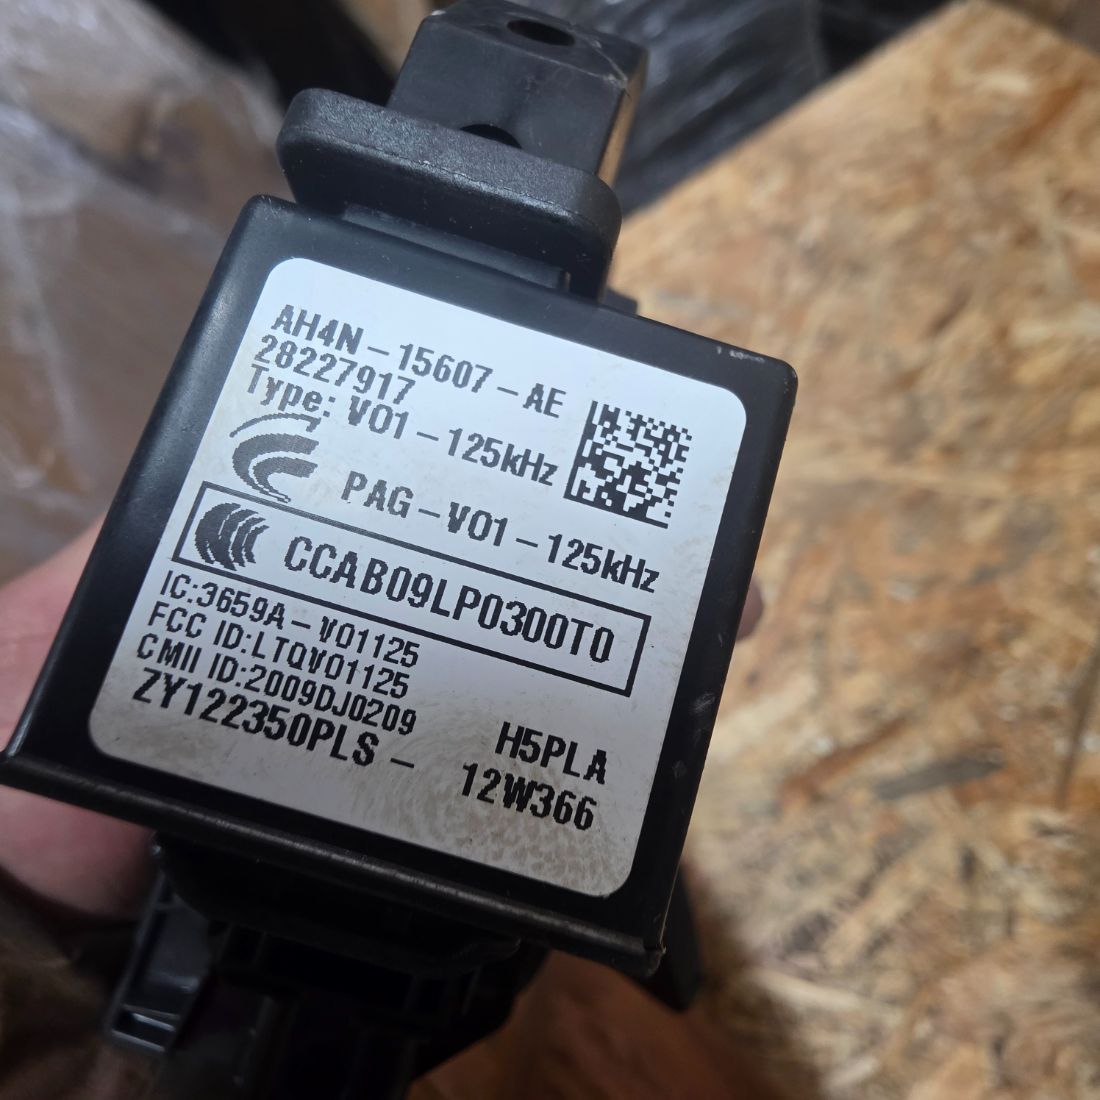 AH4N-15607-AE
28227917
Type: V01-125kHz
PAG-V01-125kHz
CCAB09LP0300T0
IC:3659A-V01125
FCC ID:LTQV01125
CMII ID:2009DJ0209
ZY122350PLS - H5PLA
12W366